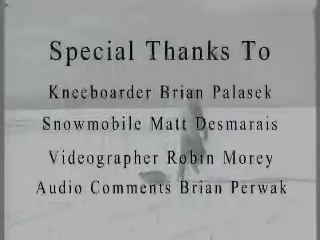 Special Thanks To
Kneeboarder Brian Palasek
Snowmobile Matt Desmarais
Videographer Robin Morey
Audio Comments Brian Perwak